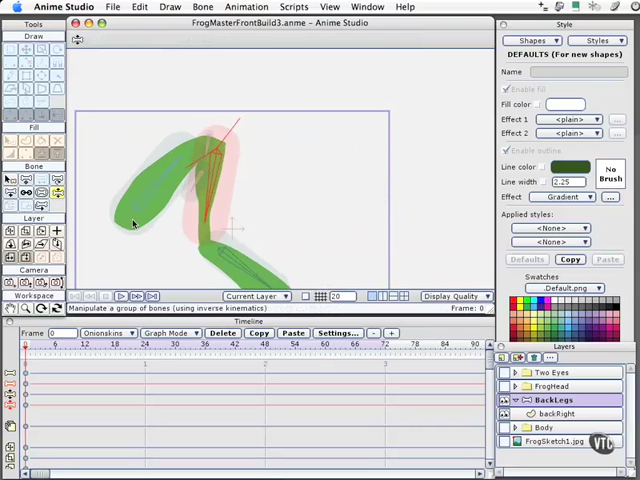 Anime Studio File Edit Draw Bone Animation Scripts View Window Help
FrogMasterFrontBuild3.anme - Anime Studio
Tools
Draw
Fill
Bone
Layer
Camera
Workspace
Current Layer
20
Display Quality
Manipulate a group of bones (using inverse kinematics)
Frame: 0
Style
Shapes
Styles
DEFAULTS (For new shapes)
Name
Enable fill
Fill color
Effect 1 <plain> ...
Effect 2 <plain> ...
Enable outline
Line color
Line width 2.25
No Brush
Effect Gradient ...
Applied styles:
<None>
<None>
Defaults Copy Paste
Swatches
.Default.png
Timeline
Frame 0 Onionskins Graph Mode Delete Copy Paste Settings... - +
0 6 12 18 24 30 36 42 48 54 60 66 72 78 84 90
0 1 2 3
Layers
Two Eyes
FrogHead
BackLegs
backRight
Body
FrogSketch1.jpg
VTC